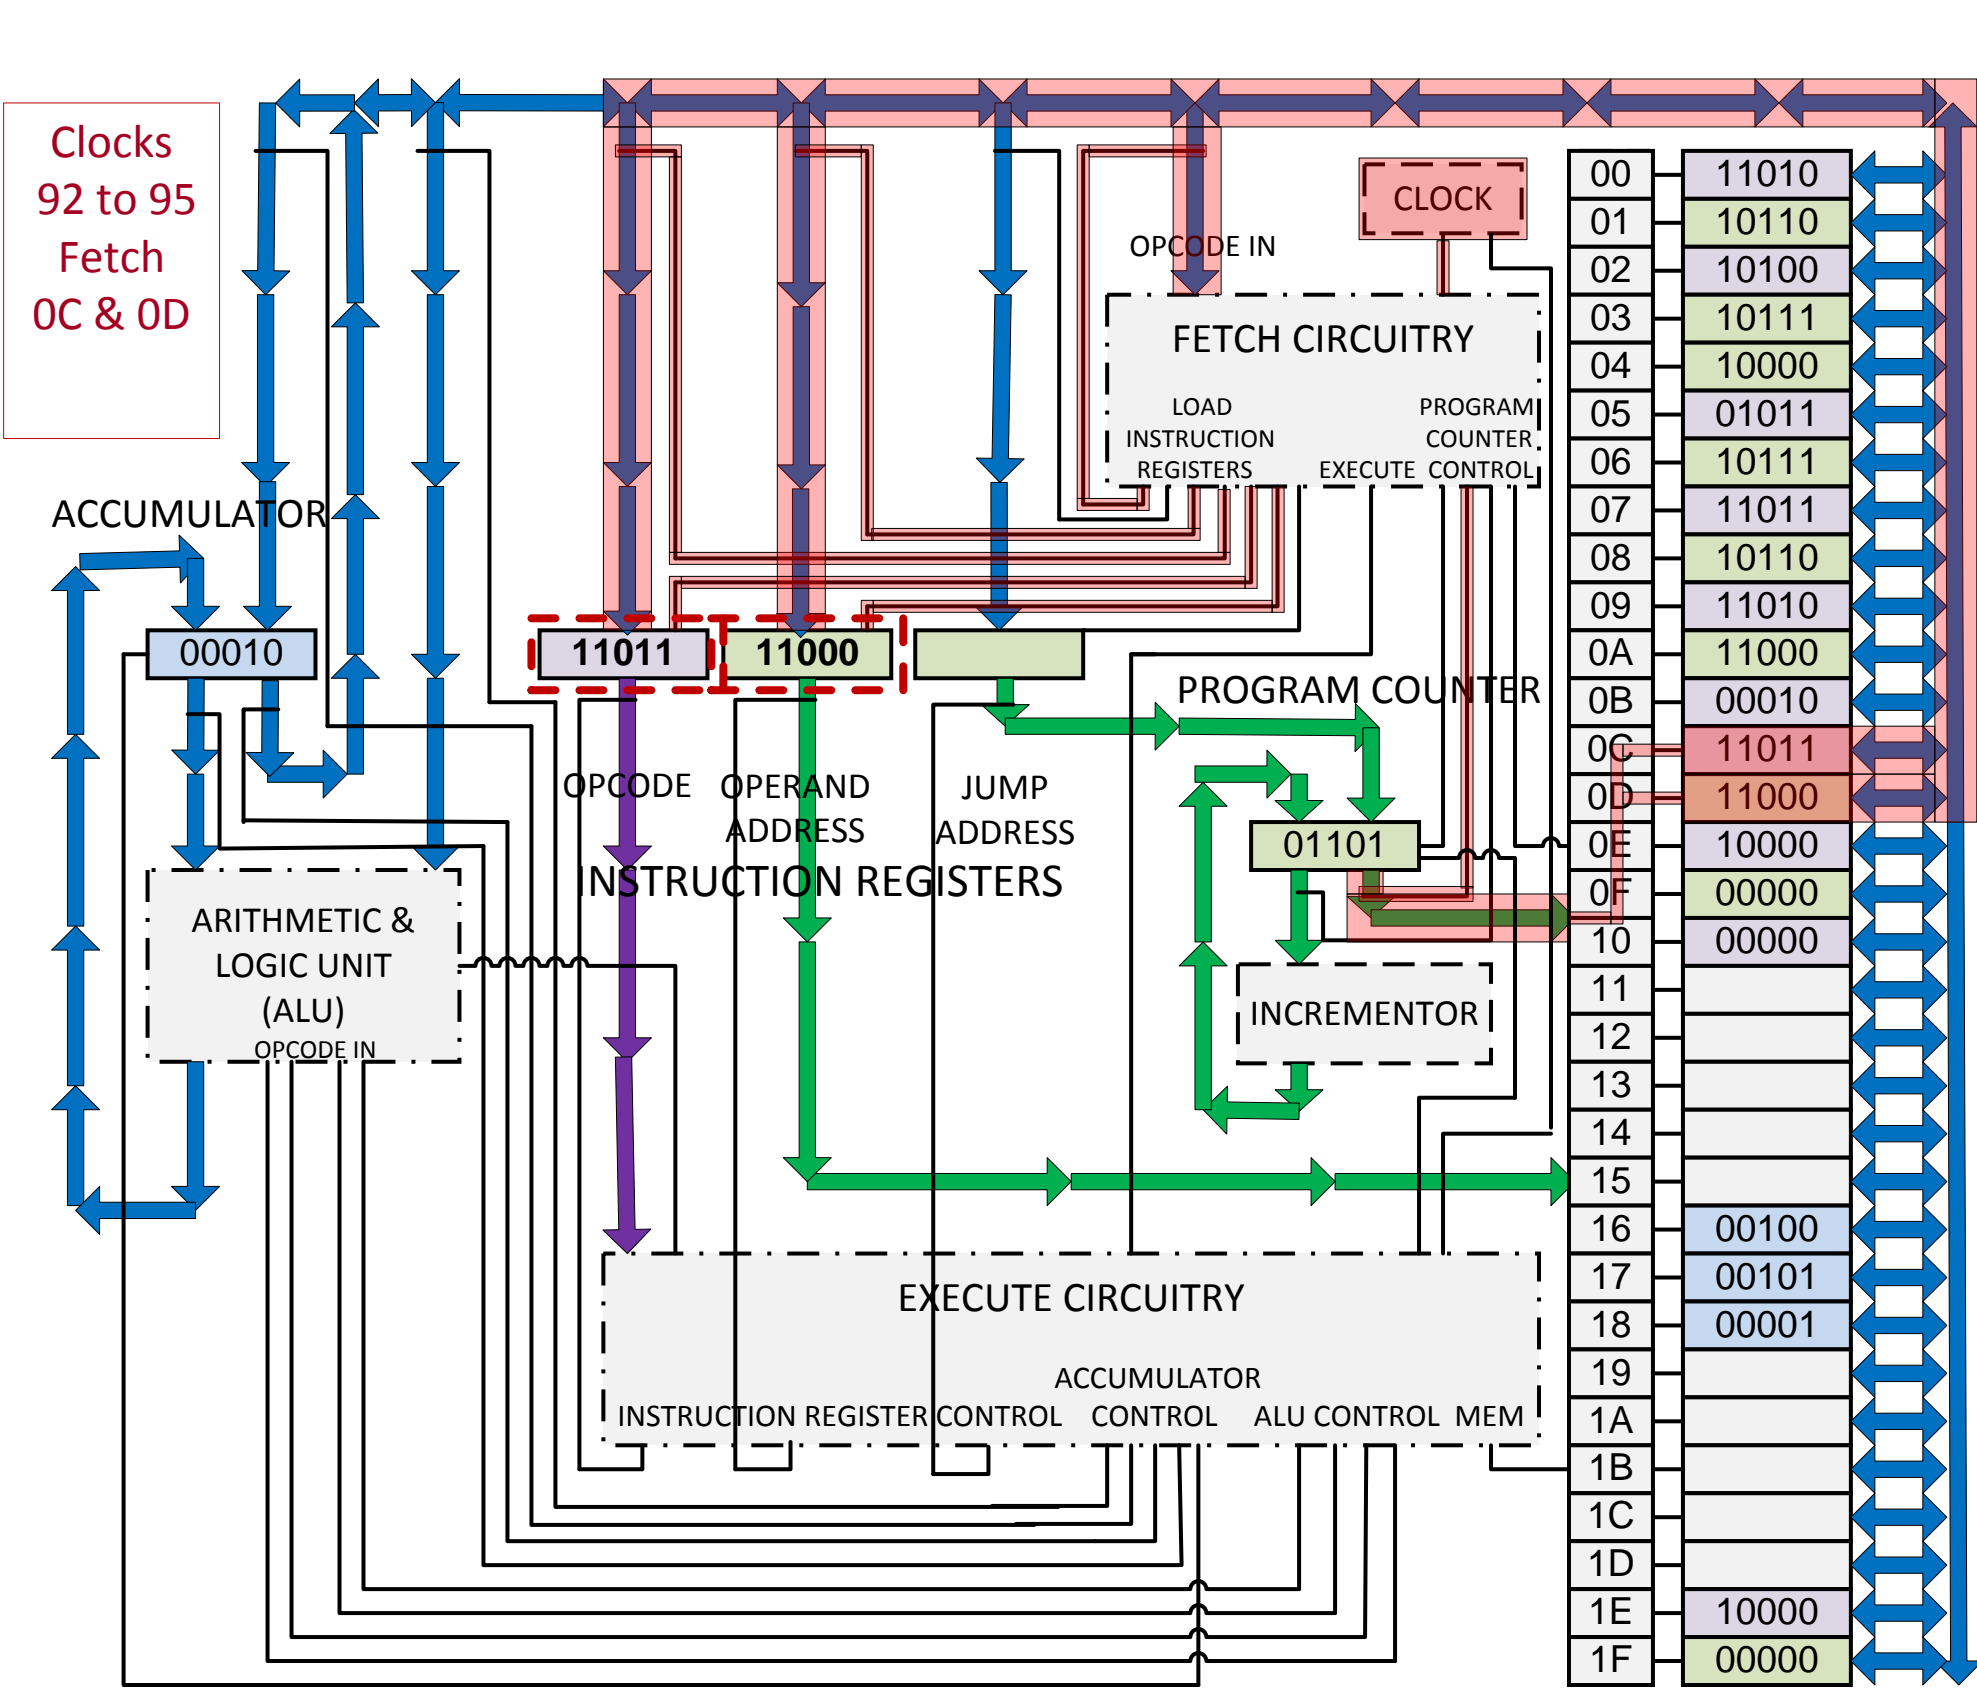 Clocks
92 to 95
Fetch
0C & 0D
CLOCK
OPCODE IN
FETCH CIRCUITRY
LOAD
INSTRUCTION
REGISTERS
EXECUTE
PROGRAM
COUNTER
CONTROL
ACCUMULATOR
00010
11011
11000
PROGRAM COUNTER
OPCODE
OPERAND
ADDRESS
JUMP
ADDRESS
INSTRUCTION REGISTERS
01101
INCREMENTOR
ARITHMETIC &
LOGIC UNIT
(ALU)
OPCODE IN
EXECUTE CIRCUITRY
INSTRUCTION REGISTER CONTROL
ACCUMULATOR
CONTROL
ALU CONTROL
MEM
00 11010
01 10110
02 10100
03 10111
04 10000
05 01011
06 10111
07 11011
08 10110
09 11010
0A 11000
0B 00010
0C 11011
0D 11000
0E 10000
0F 00000
10 00000
11
12
13
14
15
16 00100
17 00101
18 00001
19
1A
1B
1C
1D
1E 10000
1F 00000